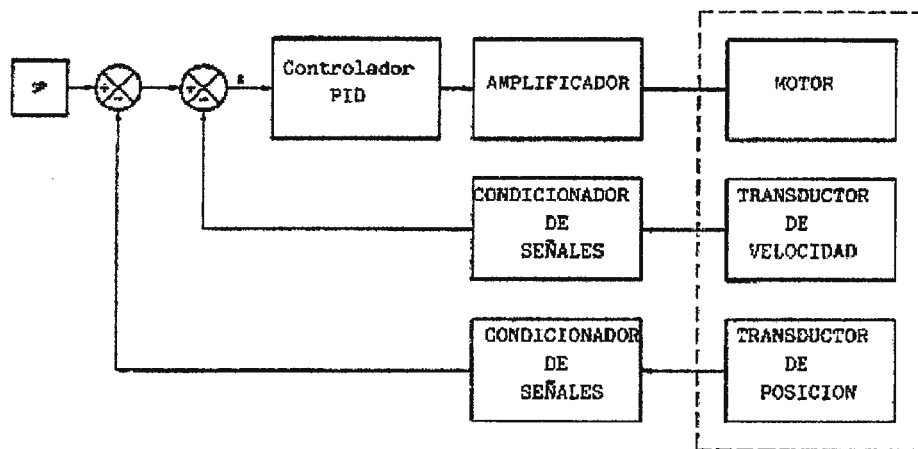 SP
+
-
+
-
E
Controlador
PID
AMPLIFICADOR
MOTOR
CONDICIONADOR
DE
SEÑALES
TRANSDUCTOR
DE
VELOCIDAD
CONDICIONADOR
DE
SEÑALES
TRANSDUCTOR
DE
POSICION